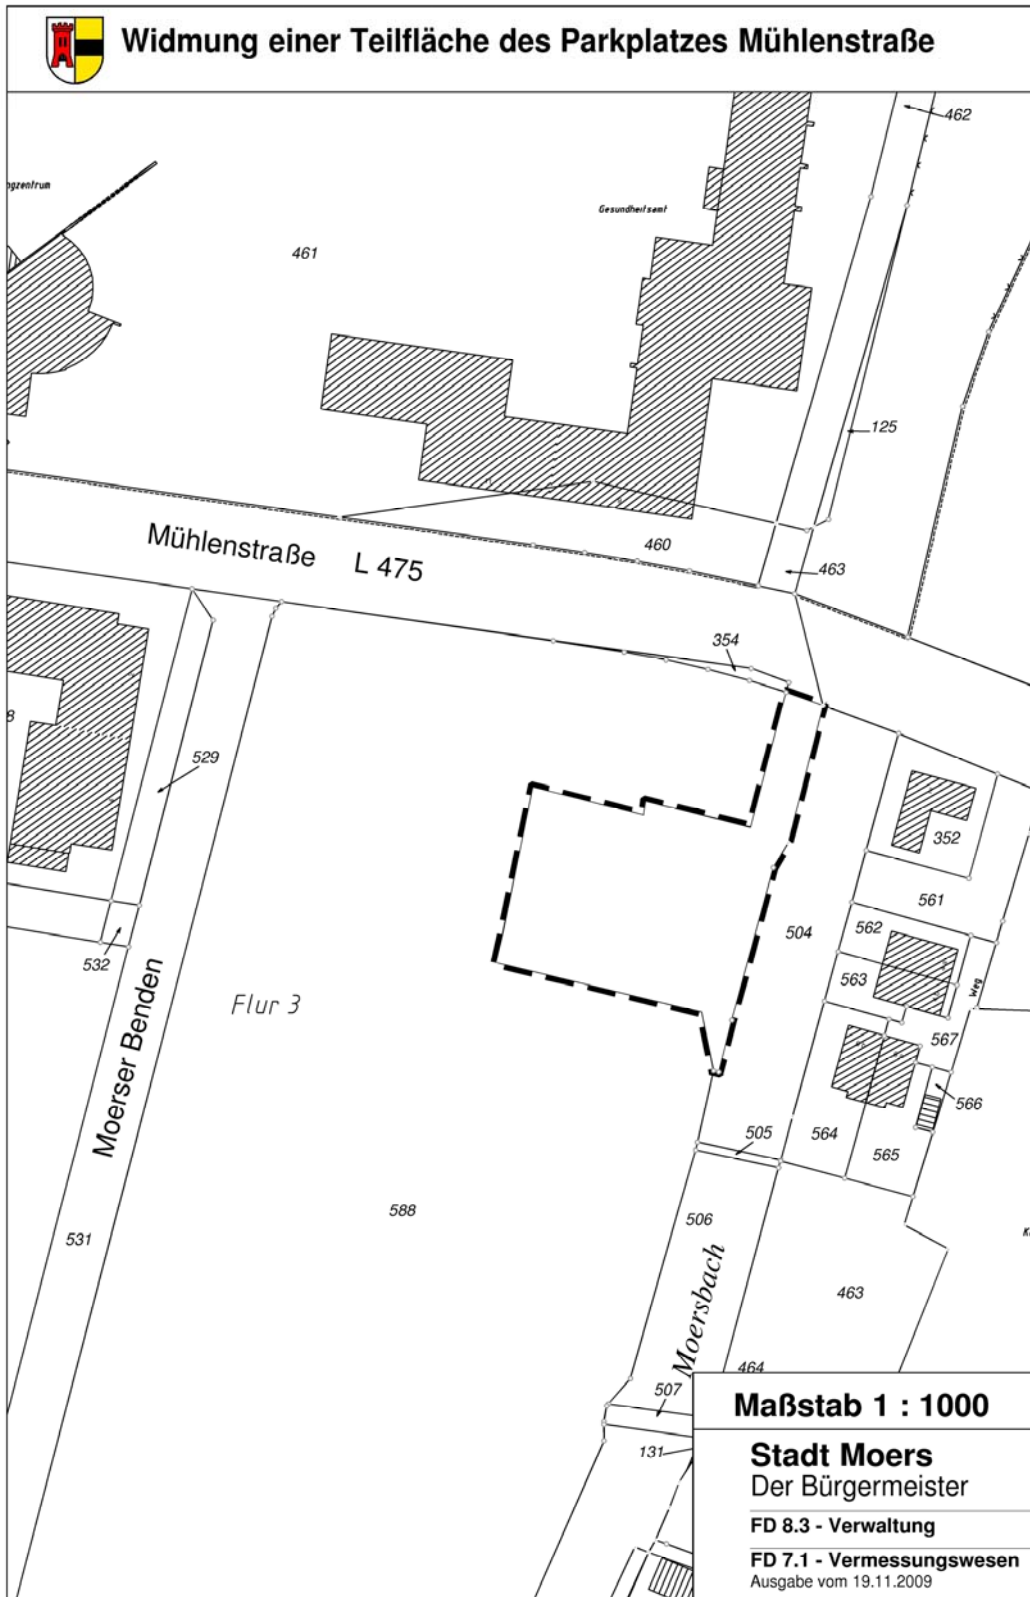 Widmung einer Teilfläche des Parkplatzes Mühlenstraße
462
ngzentrum
Gesundheitsamt
461
125
Mühlenstraße L 475
460
463
354
529
352
561
504
562
532
563
Flur 3
Weg
567
Moerser Benden
566
505
564
565
588
506
531
463
Moersbach
464
507
131
Maßstab 1 : 1000
Stadt Moers
Der Bürgermeister
FD 8.3 - Verwaltung
FD 7.1 - Vermessungswesen
Ausgabe vom 19.11.2009